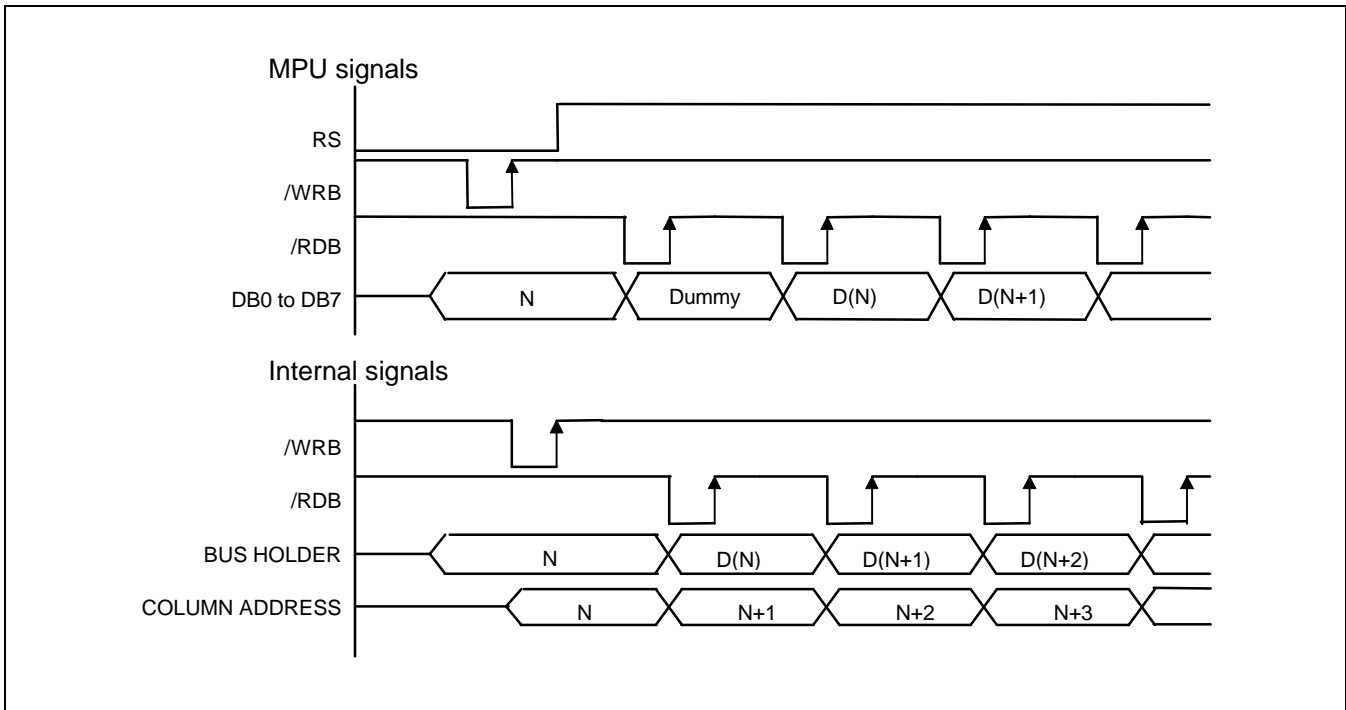 MPU signals
RS
/WRB
/RDB
DB0 to DB7
N
Dummy
D(N)
D(N+1)
Internal signals
/WRB
/RDB
BUS HOLDER
N
D(N)
D(N+1)
D(N+2)
COLUMN ADDRESS
N
N+1
N+2
N+3